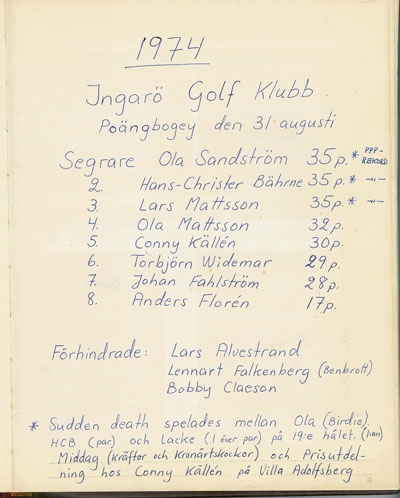 1974
Ingarö Golf Klubb
Poängbogey den 31 augusti
Segrare Ola Sandström 35p.* PPP-REKORD
2. Hans-Christer Bährne 35p. * -"-
3. Lars Mattsson 35p.* -"-
4. Ola Mattsson 32p.
5. Conny Källén 30p.
6. Torbjörn Widemar 29p.
7. Johan Fahlström 28p.
8. Anders Florén 17p.
Förhindrade: Lars Alvestrand
Lennart Falkenberg (Benbrott)
Bobby Claeson
* Sudden death spelades mellan Ola (Birdie).
HCB (par) och Lacke (1 över par) på 19:e hålet. (1:an)
Middag (Kräftor och Kronärtskockor) och Prisutdel-
ning hos Conny Källén på Villa Adolfsberg